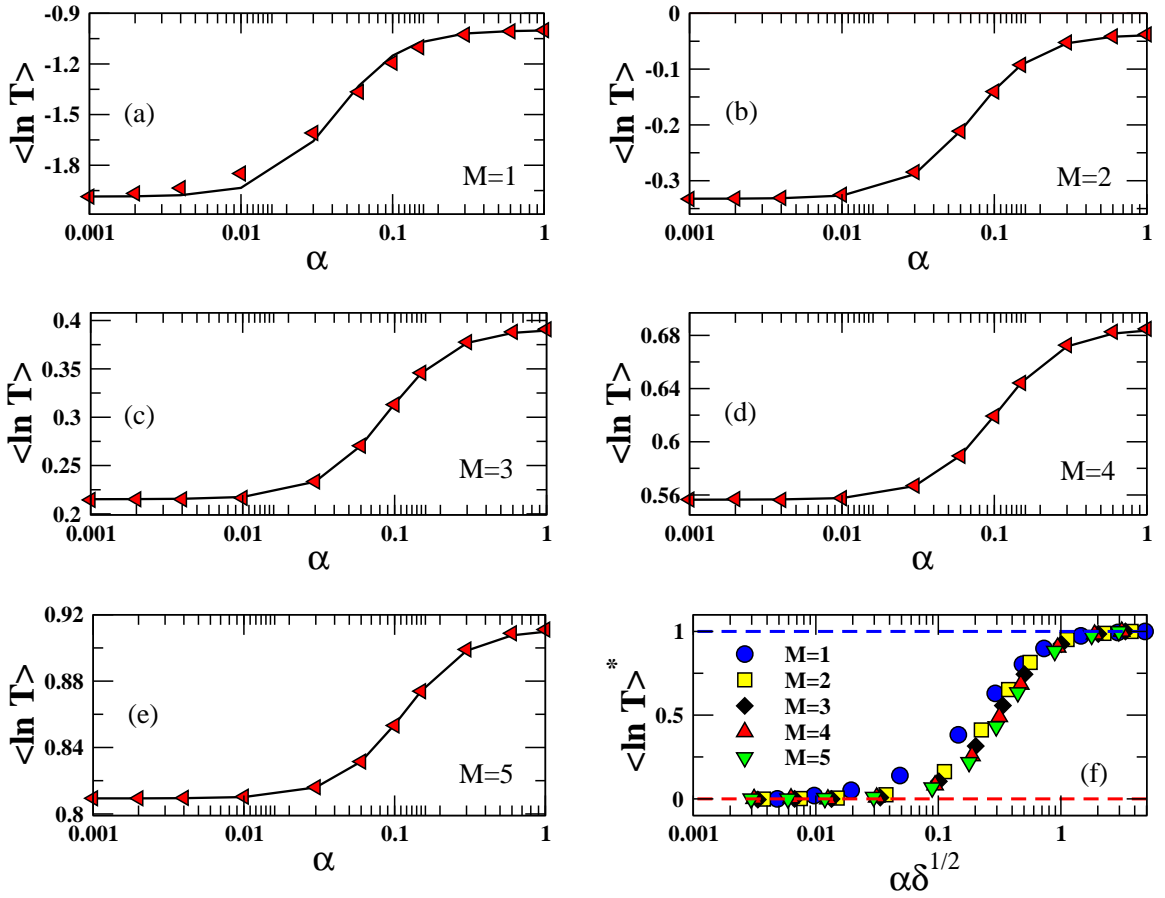 -0.9
-1.2
-1.5
-1.8
<ln T>
(a)
M=1
0.001 0.01 0.1 1
α
0
-0.1
-0.2
-0.3
<ln T>
(b)
M=2
0.001 0.01 0.1 1
α
0.4
0.35
0.3
0.25
0.2
<ln T>
(c)
M=3
0.001 0.01 0.1 1
α
0.68
0.64
0.6
0.56
<ln T>
(d)
M=4
0.001 0.01 0.1 1
α
0.92
0.88
0.84
0.8
<ln T>
(e)
M=5
0.001 0.01 0.1 1
α
1
0.5
0
<ln T>*
M=1
M=2
M=3
M=4
M=5
(f)
0.001 0.01 0.1 1
αδ^1/2